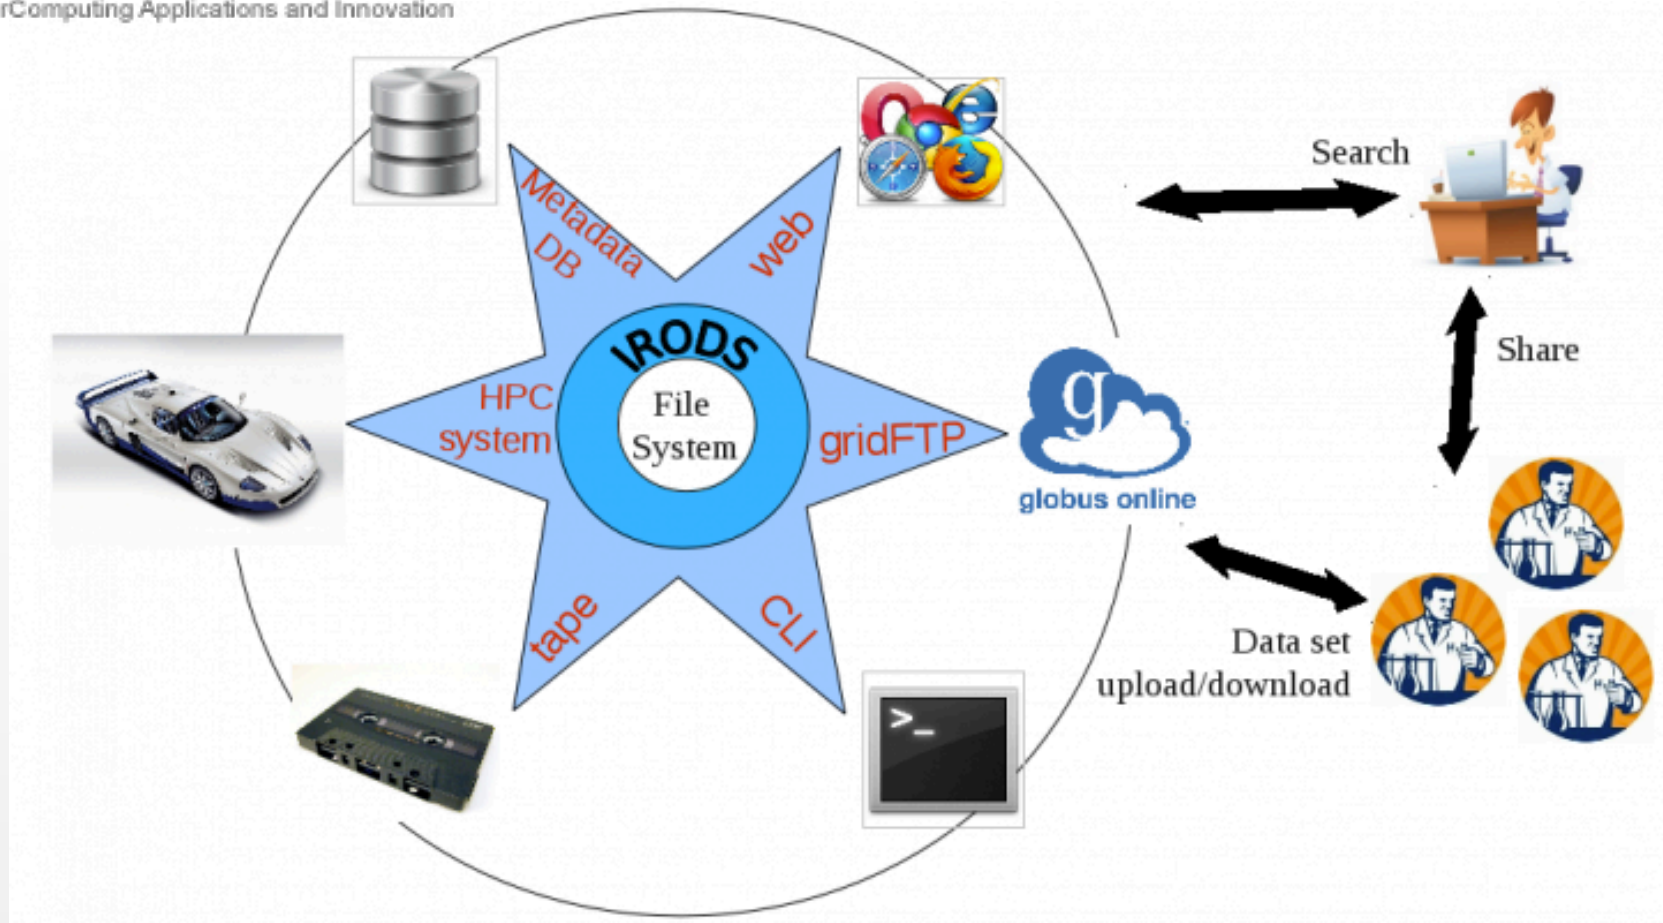 rComputing Applications and Innovation
Metadata
DB
web
IRODS
File
System
HPC
system
gridFTP
tape
CLI
>_
g
globus online
Search
Share
Data set
upload/download